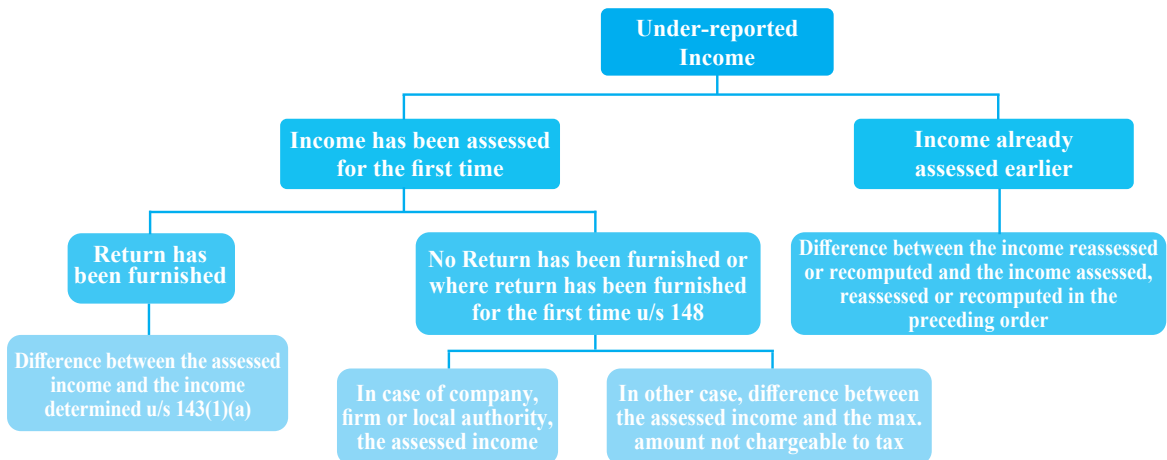 Under-reported
Income
Income has been assessed
for the first time
Income already
assessed earlier
Return has
been furnished
No Return has been furnished or
where return has been furnished
for the first time u/s 148
Difference between the income reassessed
or recomputed and the income assessed,
reassessed or recomputed in the
preceding order
Difference between the assessed
income and the income
determined u/s 143(1)(a)
In case of company,
firm or local authority,
the assessed income
In other case, difference between
the assessed income and the max.
amount not chargeable to tax